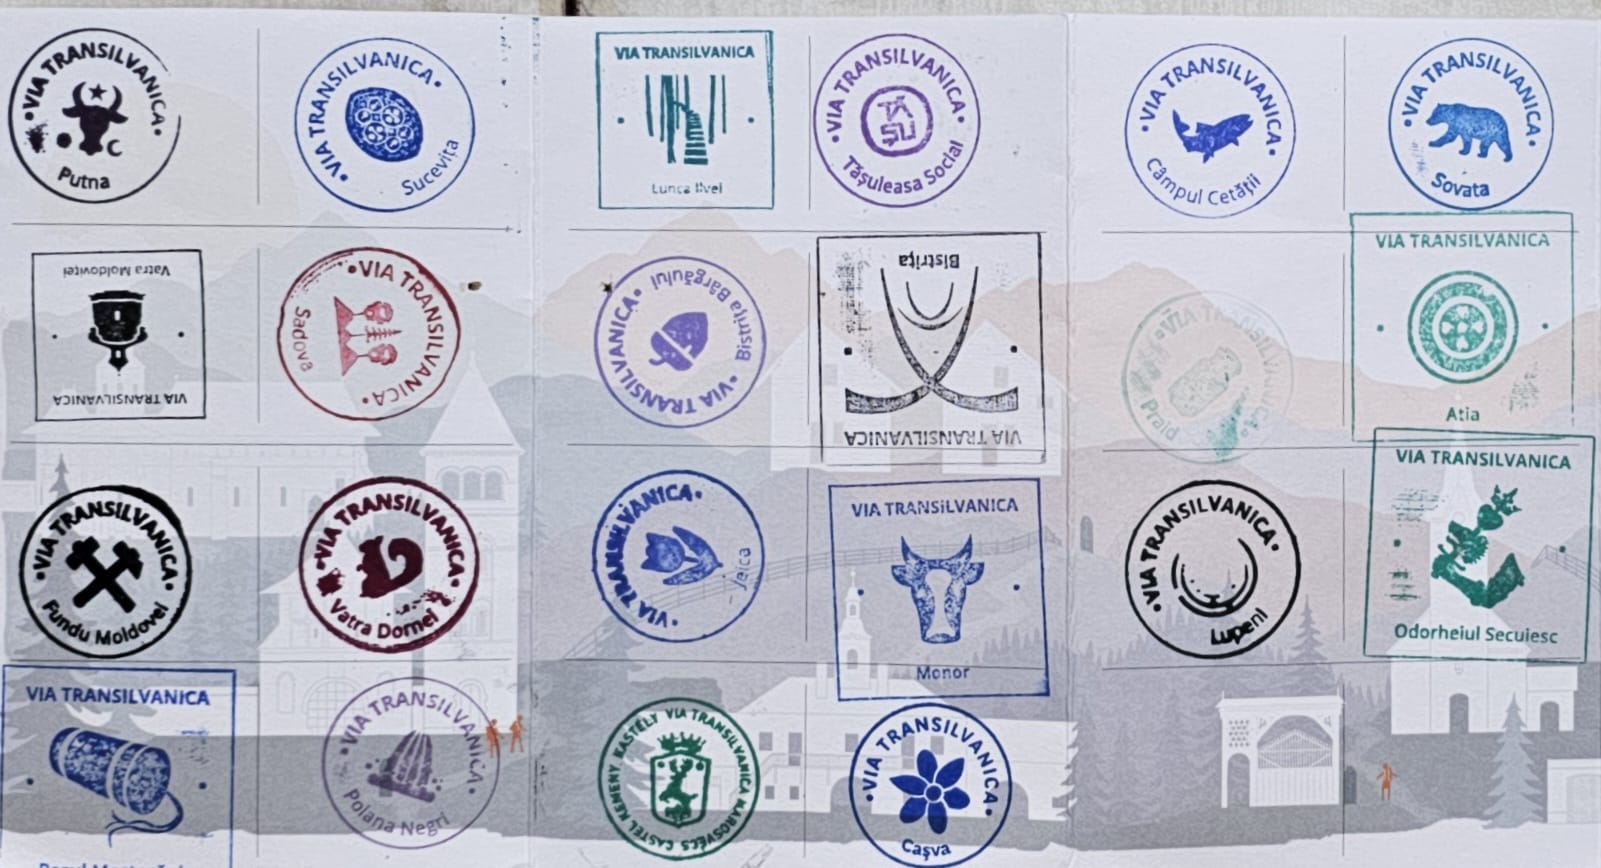 VIA TRANSILVANICA
Putna
VIA TRANSILVANICA
Sucevița
VIA TRANSILVANICA
Lunca Ilvei
VIA TRANSILVANICA
TĂ
ȘU
Tășuleasa Social
VIA TRANSILVANICA
Câmpul Cetății
VIA TRANSILVANICA
Sovata
Vatra Moldoviței
VIA TRANSILVANICA
VIA TRANSILVANICA
Sadova
VIA TRANSILVANICA
Bistrița Bârgăului
Bistrița
VIA TRANSILVANICA
VIA TRANSILVANICA
Praid
VIA TRANSILVANICA
Atia
VIA TRANSILVANICA
Fundu Moldovei
VIA TRANSILVANICA
Vatra Dornei
VIA TRANSILVANICA
VIA TRANSILVANICA
Monor
VIA TRANSILVANICA
Lupeni
VIA TRANSILVANICA
Odorheiul Secuiesc
VIA TRANSILVANICA
VIA TRANSILVANICA
Poiana Negri
VIA TRANSILVANICA MAROSVÉCS CASTEL KEMENY KASTÉLY
VIA TRANSILVANICA
Cașva